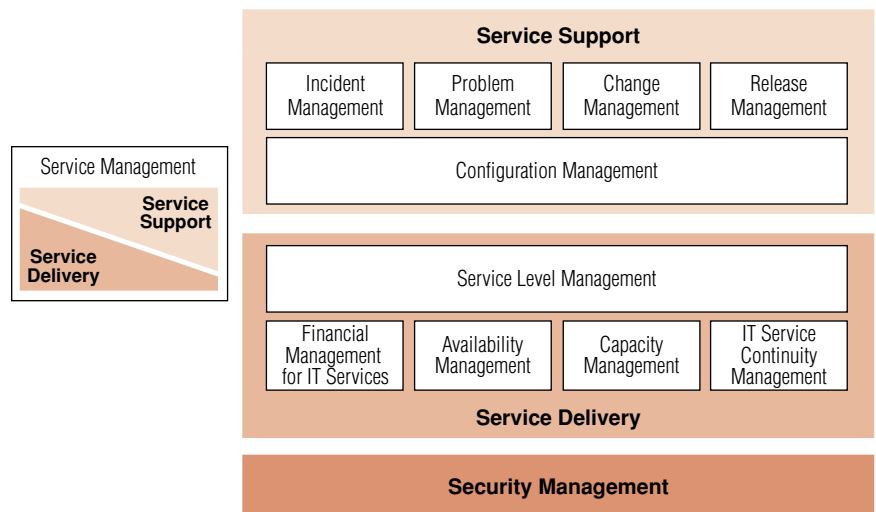 Service Management
Service
Support
Service
Delivery
Service Support
Incident
Management
Problem
Management
Change
Management
Release
Management
Configuration Management
Service Level Management
Financial
Management
for IT Services
Availability
Management
Capacity
Management
IT Service
Continuity
Management
Service Delivery
Security Management